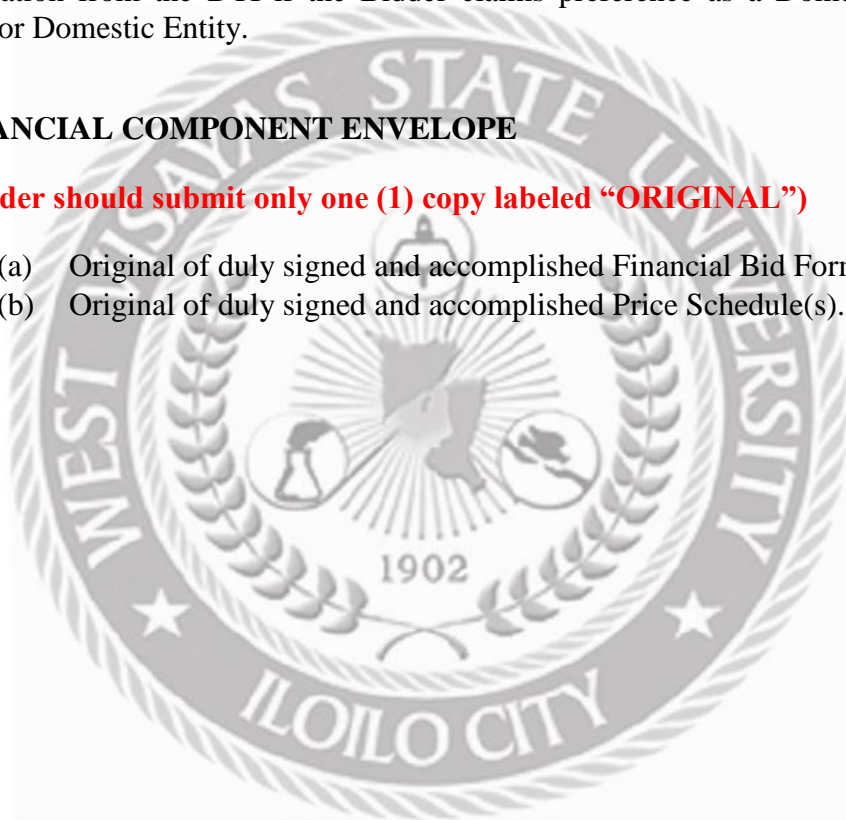 or Domestic Entity.
ANCIAL COMPONENT ENVELOPE
der should submit only one (1) copy labeled “ORIGINAL”)
(a) Original of duly signed and accomplished Financial Bid For
(b) Original of duly signed and accomplished Price Schedule(s).
WEST VISAYAS STATE UNIVERSITY
1902
ILOILO CITY